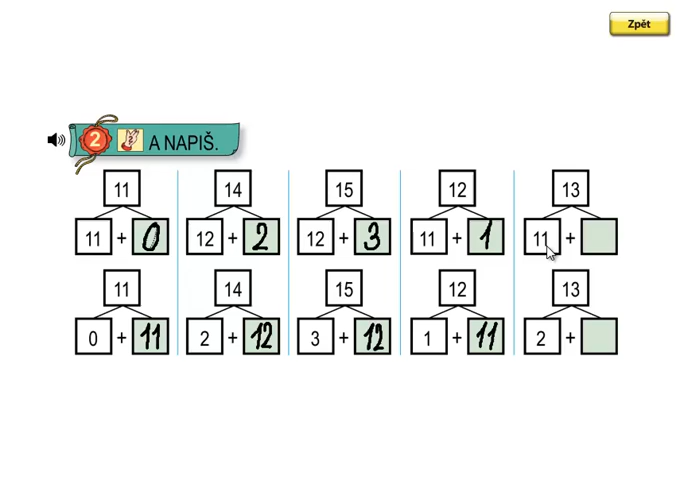 Zpět
2 A NAPIŠ.
11 14 15 12 13
11 + 0 12 + 2 12 + 3 11 + 1 11 +
11 14 15 12 13
0 + 11 2 + 12 3 + 12 1 + 11 2 +